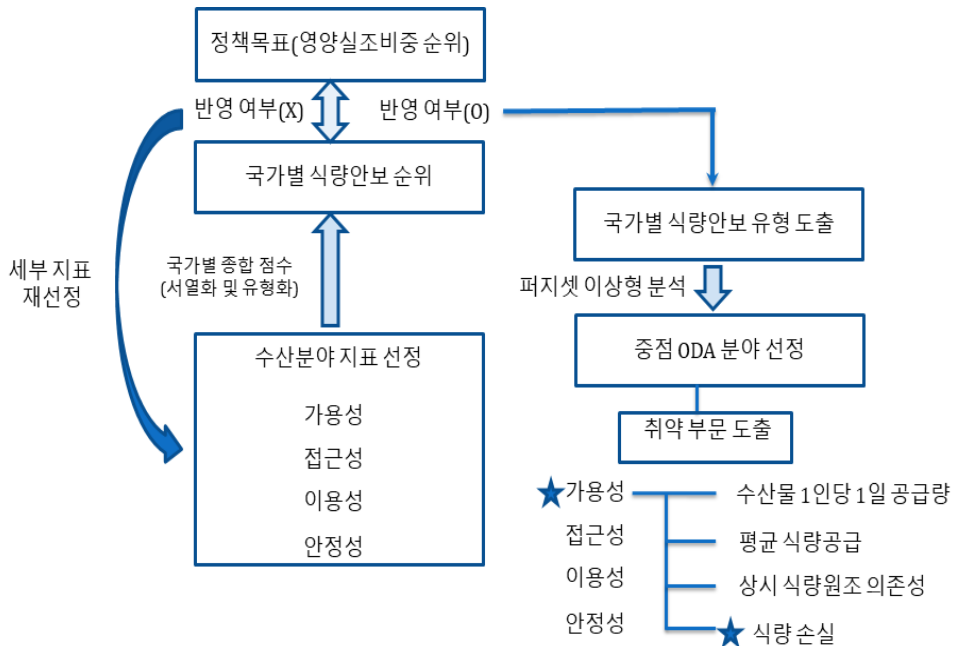 정책목표(영양실조비중 순위)
반영 여부(X)
반영 여부(O)
국가별 식량안보 순위
세부 지표
재선정
국가별 종합 점수
(서열화 및 유형화)
수산분야 지표 선정
가용성
접근성
이용성
안정성
국가별 식량안보 유형 도출
퍼지셋 이상형 분석
중점 ODA 분야 선정
취약 부문 도출
가용성
접근성
이용성
안정성
수산물 1인당 1일 공급량
평균 식량공급
상시 식량원조 의존성
식량 손실